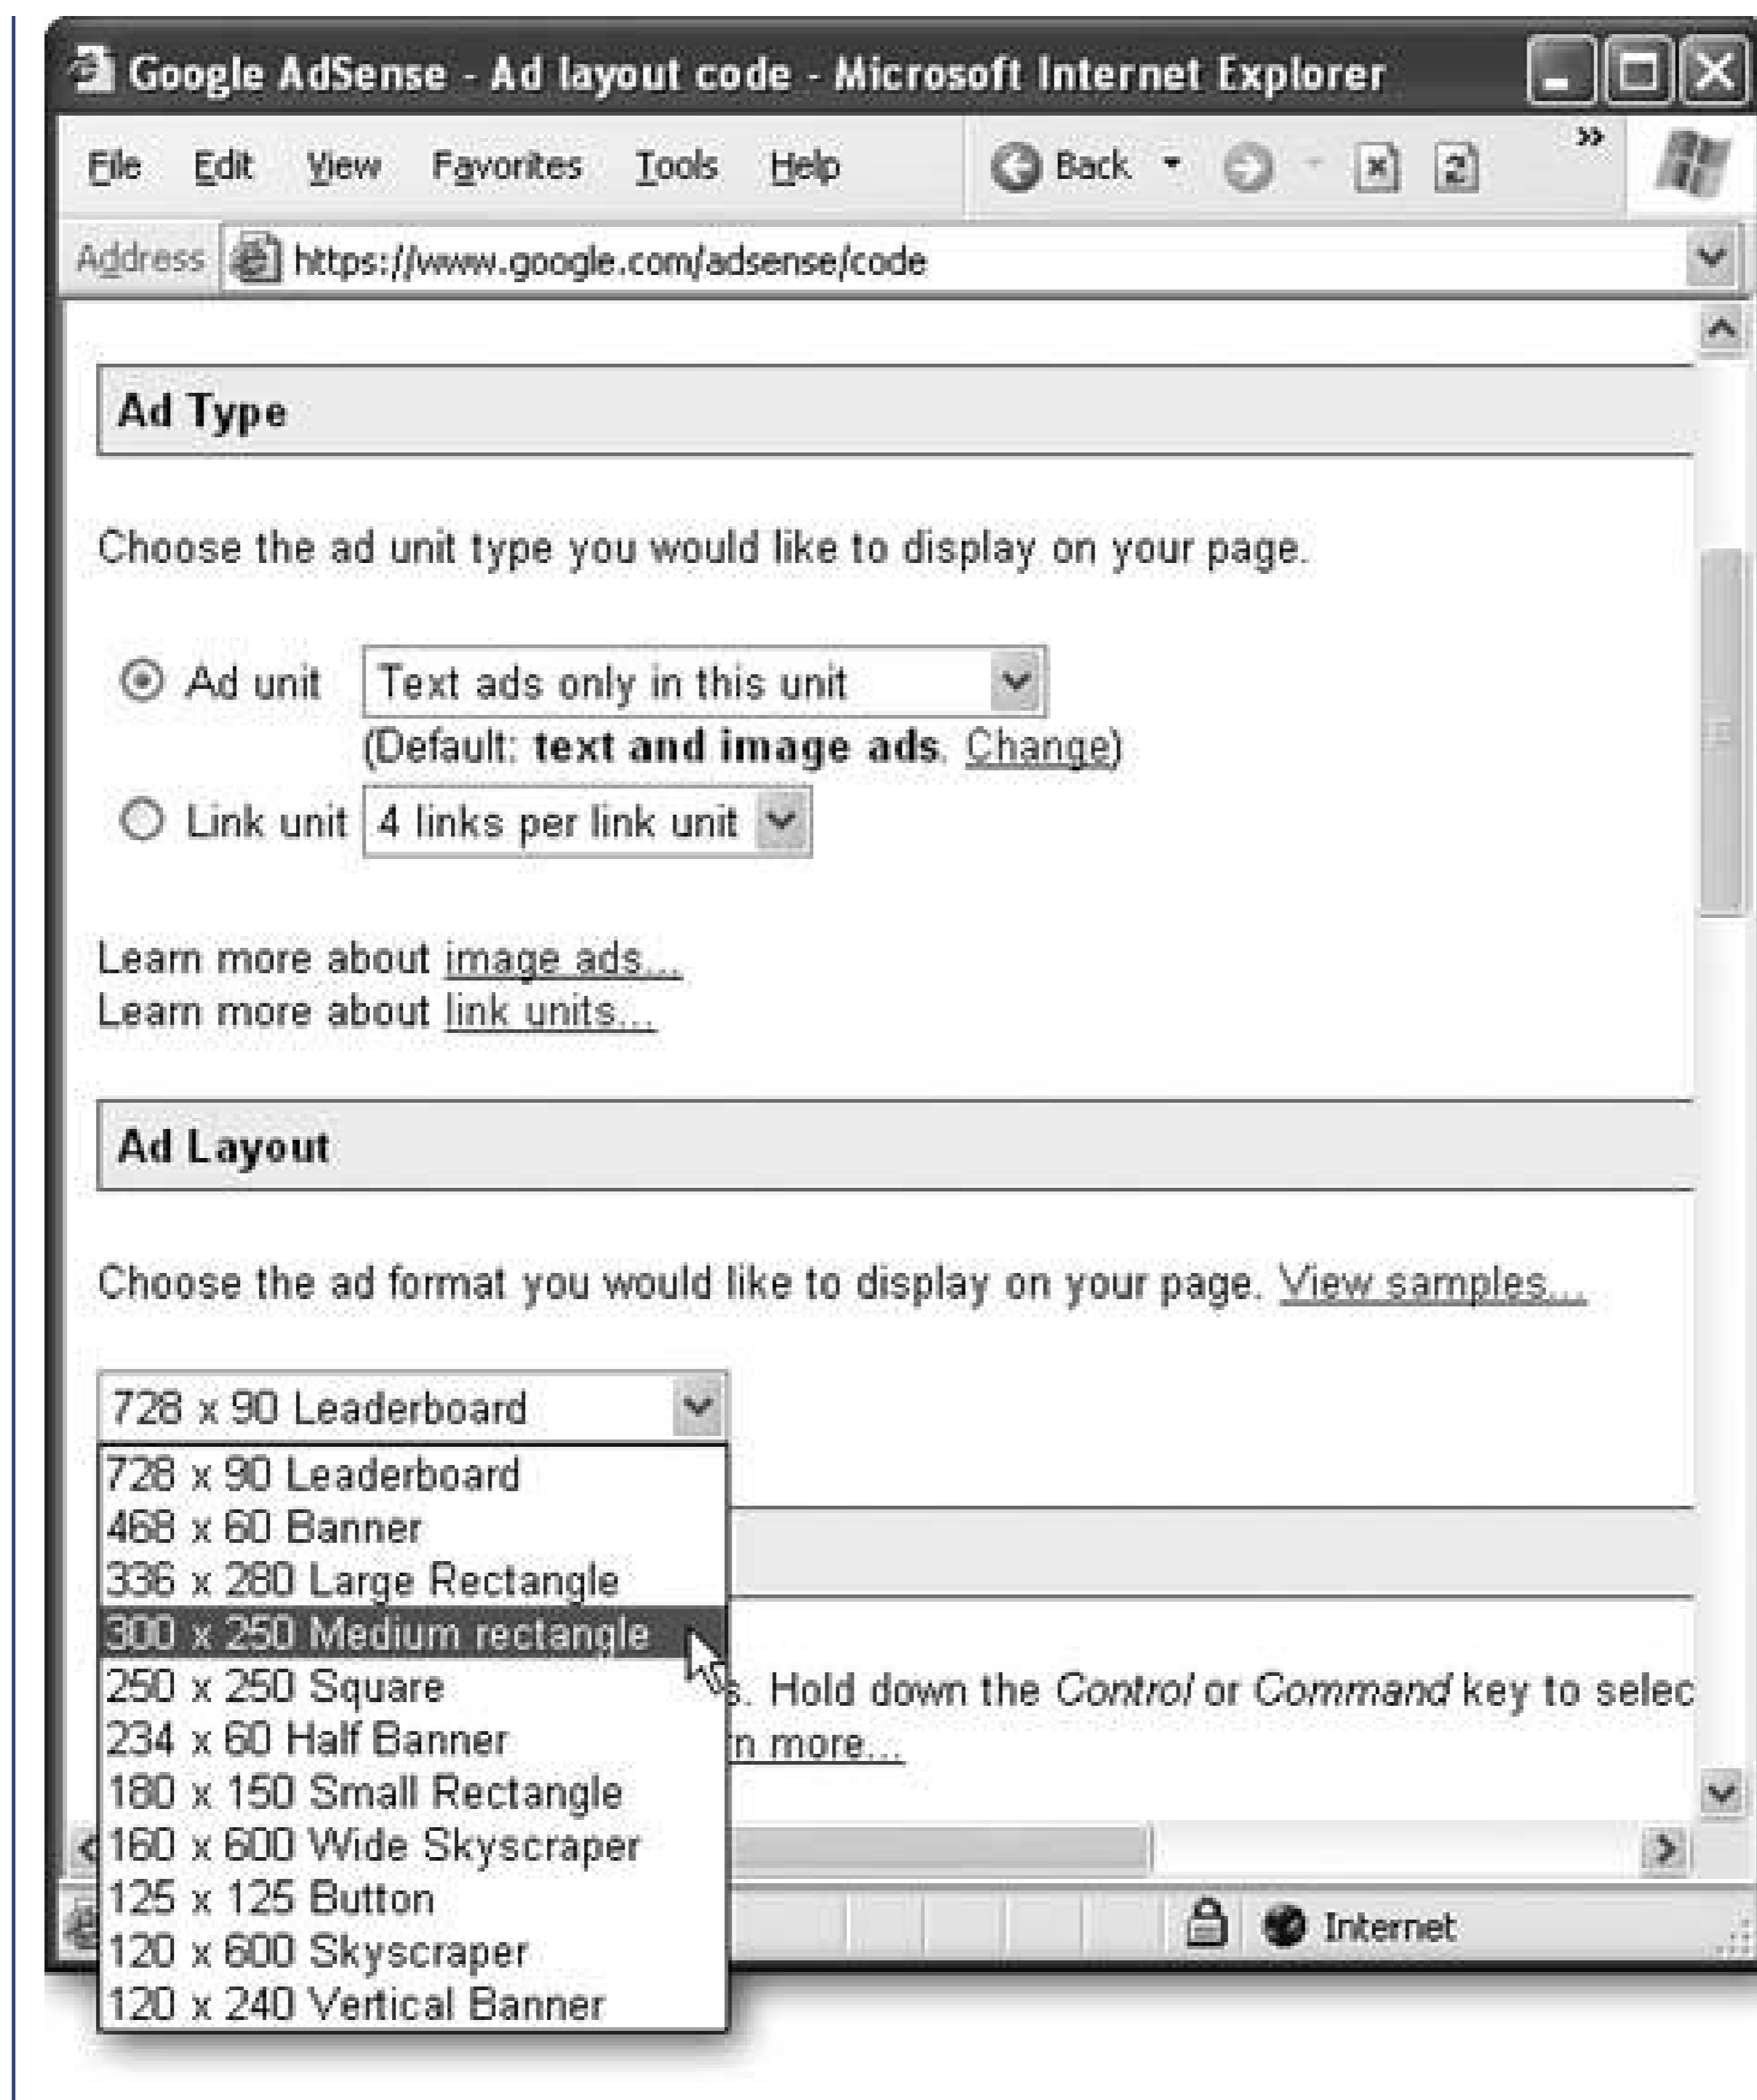 Google AdSense - Ad layout code - Microsoft Internet Explorer
File Edit View Favorites Tools Help Back »
Address https://www.google.com/adsense/code
Ad Type
Choose the ad unit type you would like to display on your page.
Ad unit Text ads only in this unit
(Default: text and image ads. Change)
Link unit 4 links per link unit
Learn more about image ads...
Learn more about link units...
Ad Layout
Choose the ad format you would like to display on your page. View samples...
728 x 90 Leaderboard
728 x 90 Leaderboard
468 x 60 Banner
336 x 280 Large Rectangle
300 x 250 Medium rectangle
250 x 250 Square
s. Hold down the Control or Command key to selec
234 x 60 Half Banner
n more...
180 x 150 Small Rectangle
160 x 600 Wide Skyscraper
125 x 125 Button
Internet
120 x 600 Skyscraper
120 x 240 Vertical Banner